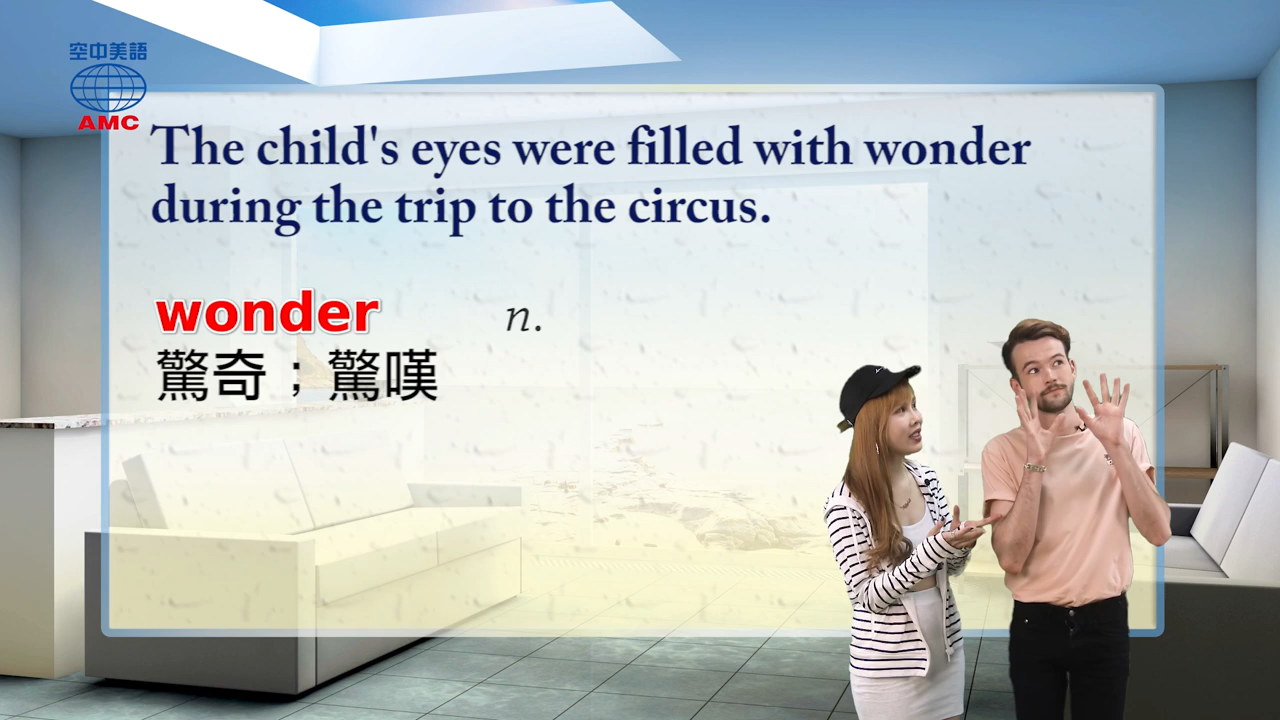 空中美語
AMC
The child's eyes were filled with wonder
during the trip to the circus.
wonder n.
驚奇；驚嘆